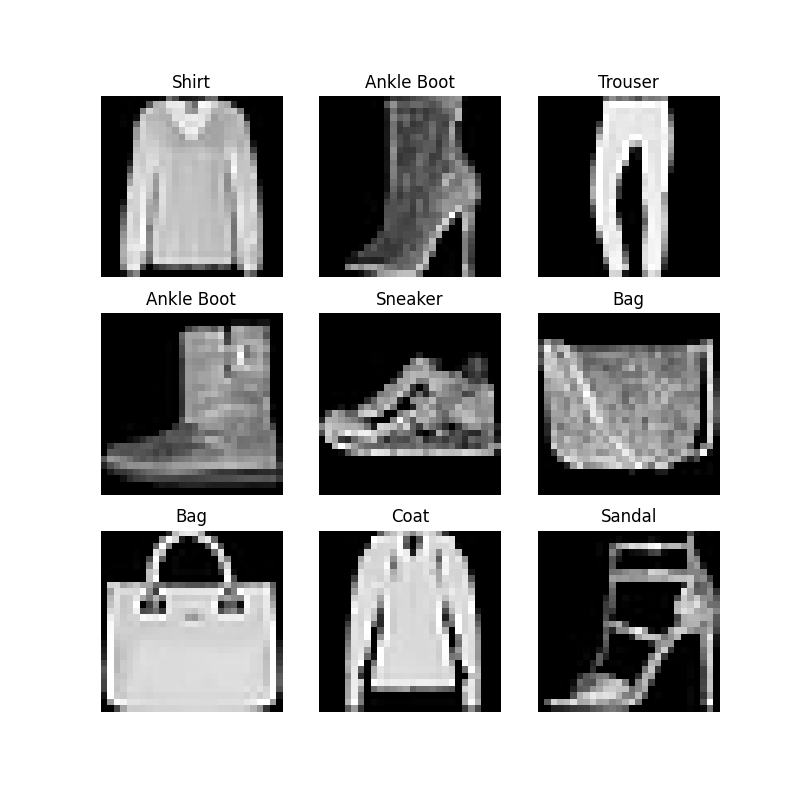 Shirt
Ankle Boot
Trouser
Ankle Boot
Sneaker
Bag
Bag
Coat
Sandal